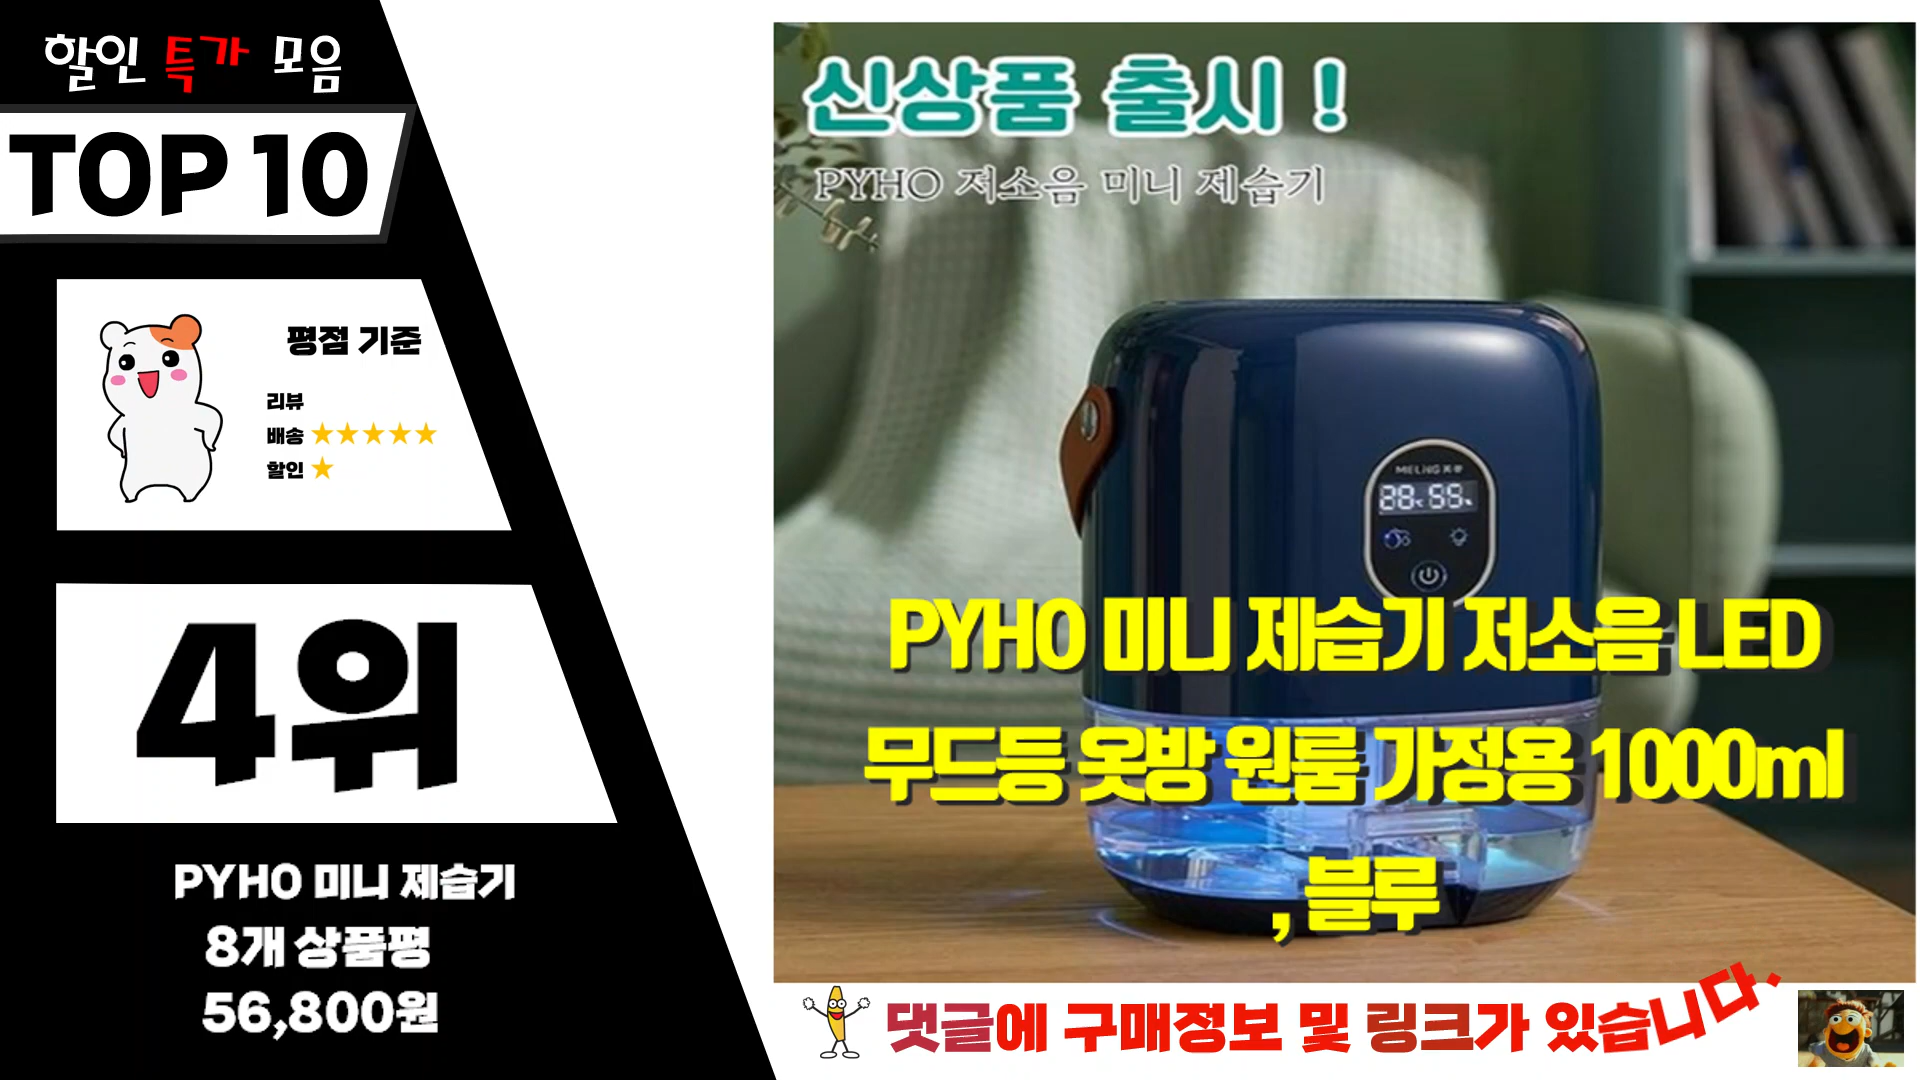 할인 특가 모음
TOP 10
평점 기준
리뷰
배송 ★★★★★
할인 ★
4위
PYHO 미니 제습기
8개 상품평
56,800원
신상품 출시 !
PYHO 저소음 미니 제습기
PYHO 미니 제습기 저소음 LED
무드등 옷방 원룸 가정용 1000ml
, 블루
댓글에 구매정보 및 링크가 있습니다.